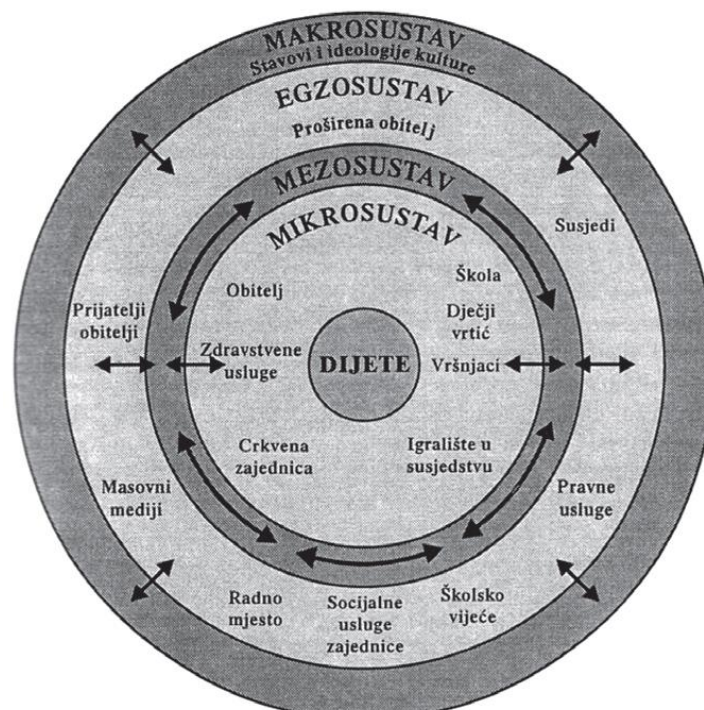 MAKROSUSTAV
Stavovi i ideologije kulture
EGZOSUSTAV
Proširena obitelj
MEZOSUSTAV
MIKROSUSTAV
Susjedi
Škola
Obitelj
Prijatelji
obitelji
Dječji
vrtić
Zdravstvene
usluge
DIJETE
Vršnjaci
Crkvena
zajednica
Igralište u
susjedstvu
Masovni
mediji
Pravne
usluge
Radno
mjesto
Socijalne
usluge
zajednice
Školsko
vijeće